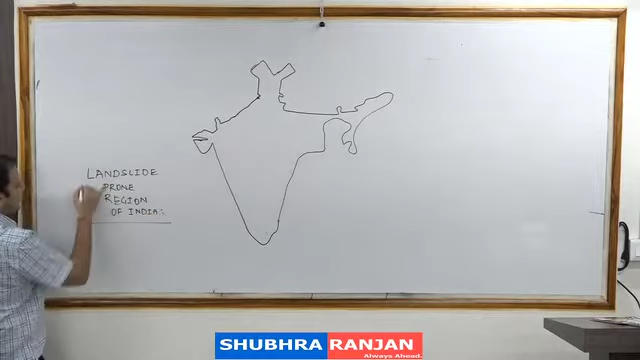 LANDSLIDE
PRONE
REGION
OF INDIA:
SHUBHRA RANJAN
Always Ahead.